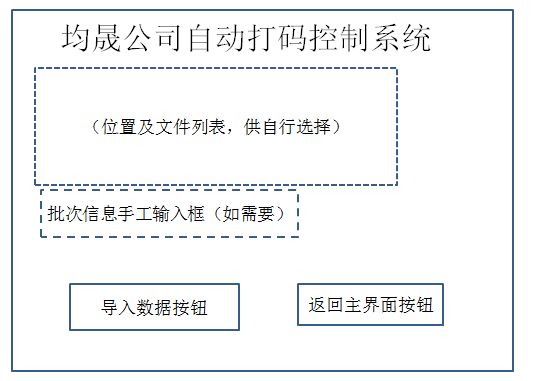 均晟公司自动打码控制系统
（位置及文件列表，供自行选择）
批次信息手工输入框（如需要）
导入数据按钮
返回主界面按钮